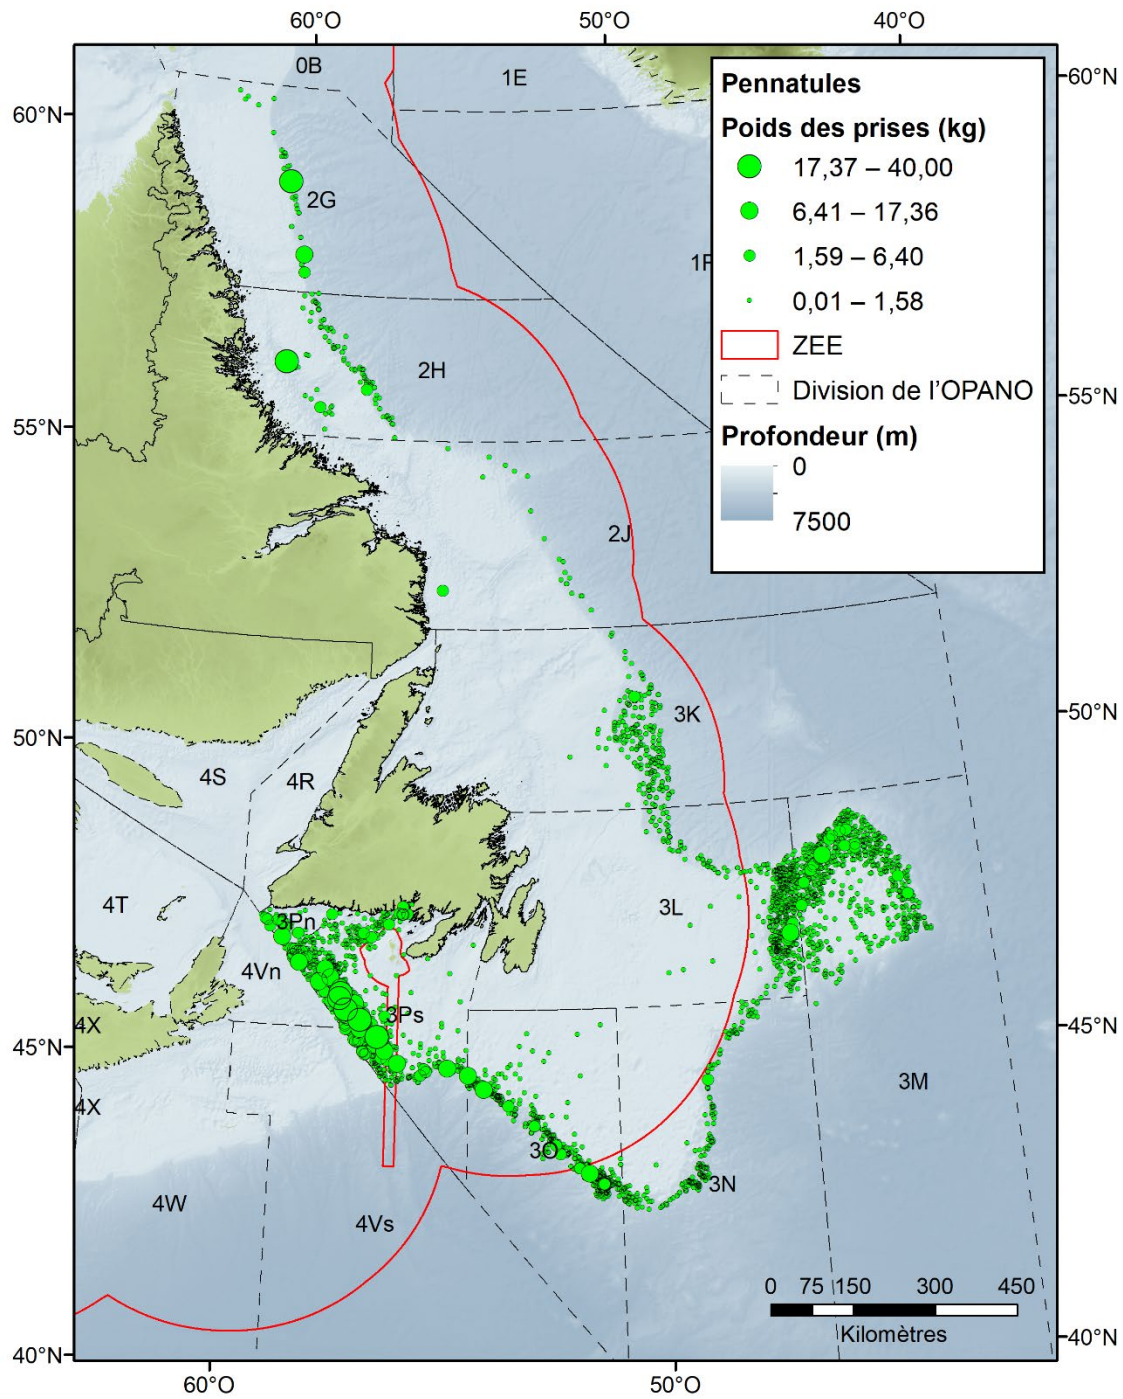 60°O 50°O 40°O
0B
1E
60°N
60°N
Pennatules
Poids des prises (kg)
17,37 – 40,00
6,41 – 17,36
1,59 – 6,40
0,01 – 1,58
ZEE
Division de l'OPANO
Profondeur (m)
0
7500
2G
2H
55°N
55°N
2J
3K
50°N
50°N
4S
4R
4T
3Pn
3L
4Vn
3Ps
4X
45°N
45°N
3M
4X
3O
3N
4W
4Vs
0 75 150 300 450
Kilomètres
40°N
40°N
60°O 50°O